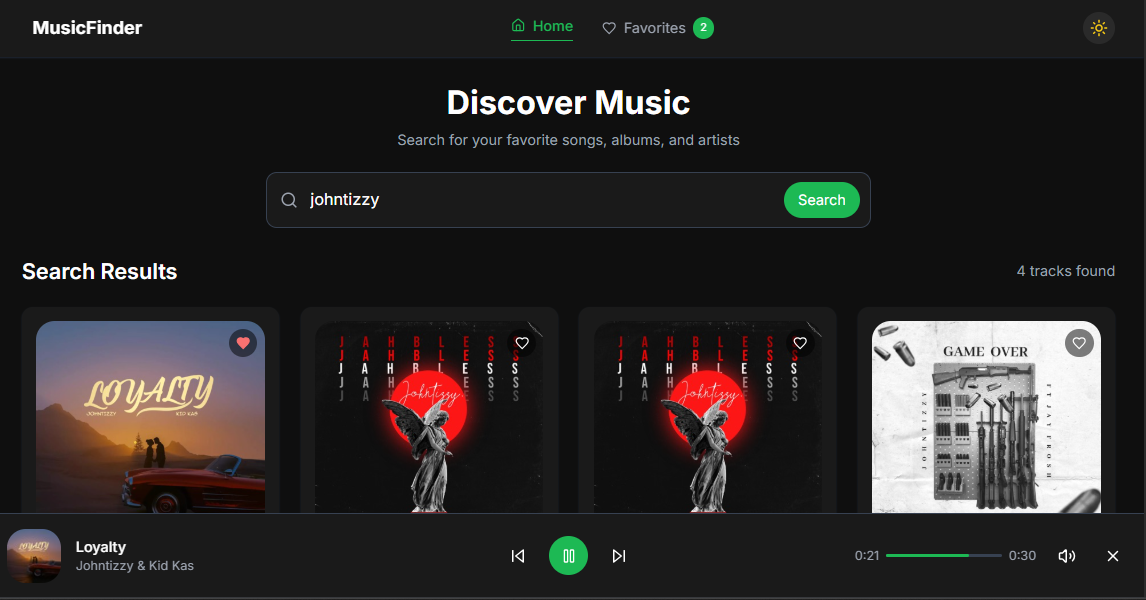 MusicFinder
Home
Favorites 2
Discover Music
Search for your favorite songs, albums, and artists
johntizzy
Search
Search Results
4 tracks found
LOYALTY
JOHNTIZZY KID KAS
J A H B L E S S
J A H B L E S S
J A H B L E S S
J A H E S S
Johntizzy
J A H B L E S S
J A H B L E S S
J A H B L E S S
J A H E S S
Johntizzy
GAME OVER
JOHNTIZZY
FT JAY FROSH
LOYALTY
Loyalty
Johntizzy & Kid Kas
0:21
0:30